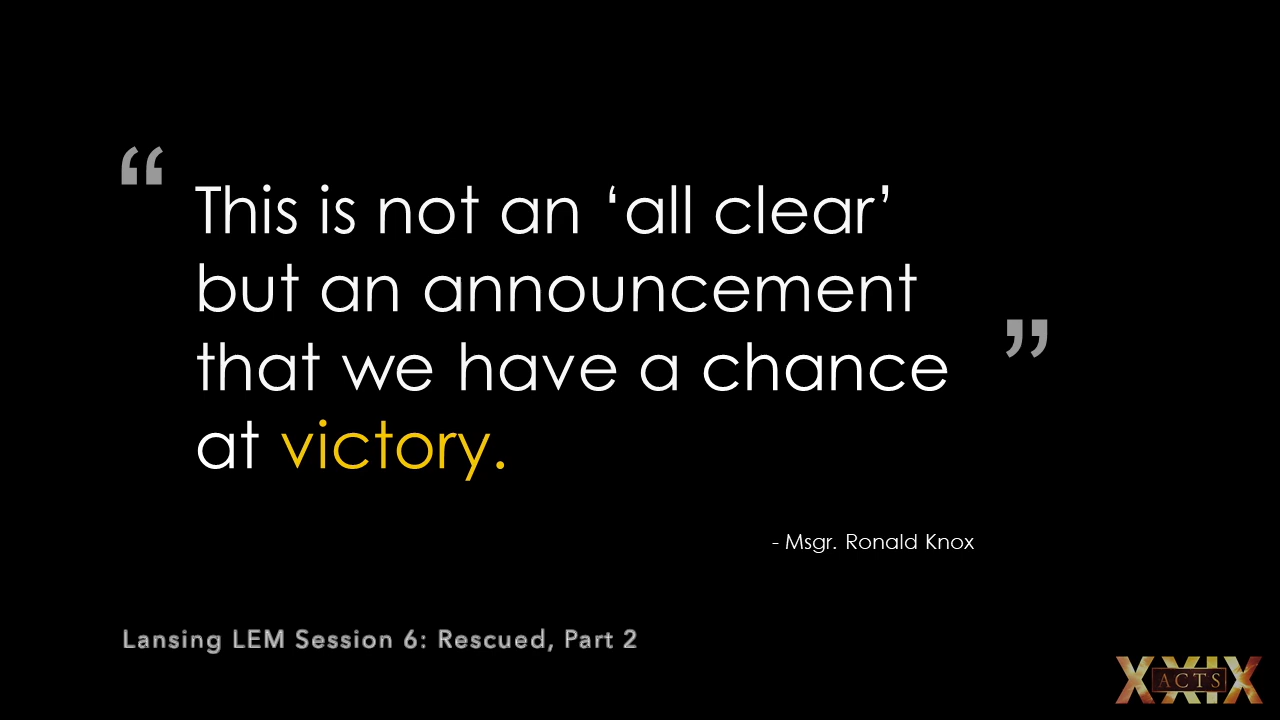 “
This is not an ‘all clear’
but an announcement
that we have a chance
”
at victory.
- Msgr. Ronald Knox
Lansing LEM Session 6: Rescued, Part 2
XXIX
ACTS